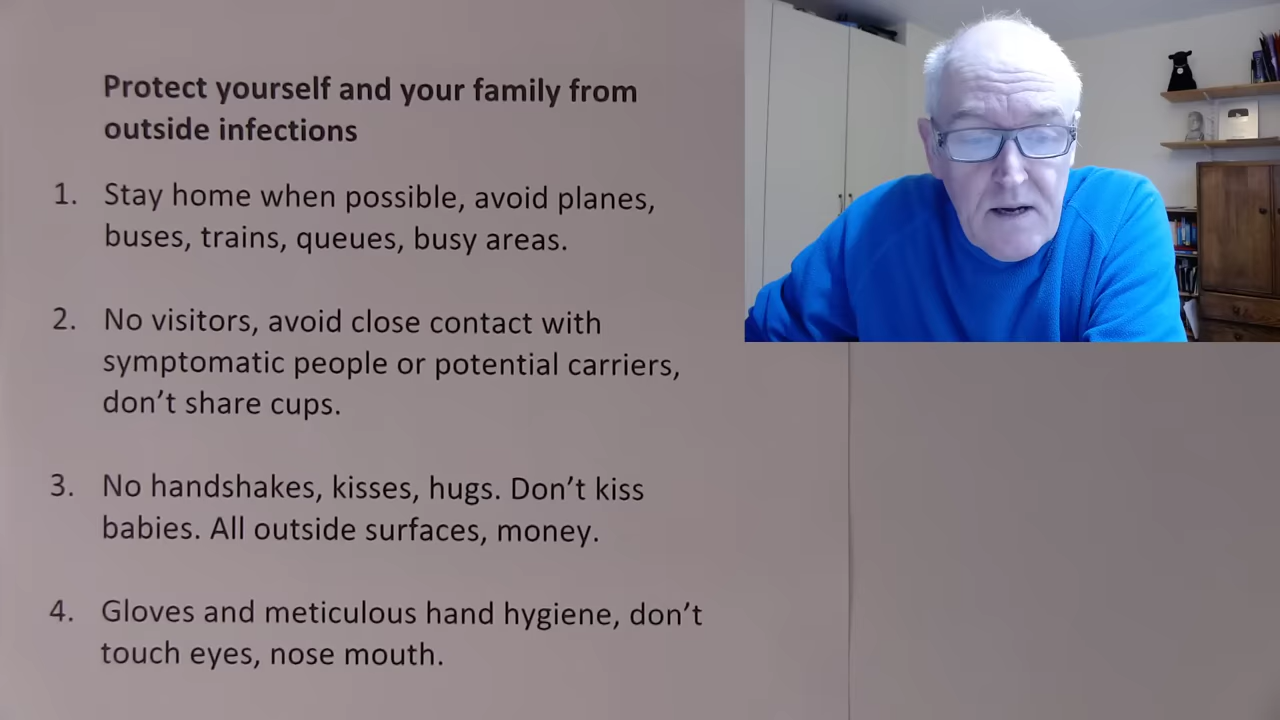 Protect yourself and your family from
outside infections
1. Stay home when possible, avoid planes,
buses, trains, queues, busy areas.
2. No visitors, avoid close contact with
symptomatic people or potential carriers,
don’t share cups.
3. No handshakes, kisses, hugs. Don’t kiss
babies. All outside surfaces, money.
4. Gloves and meticulous hand hygiene, don’t
touch eyes, nose mouth.